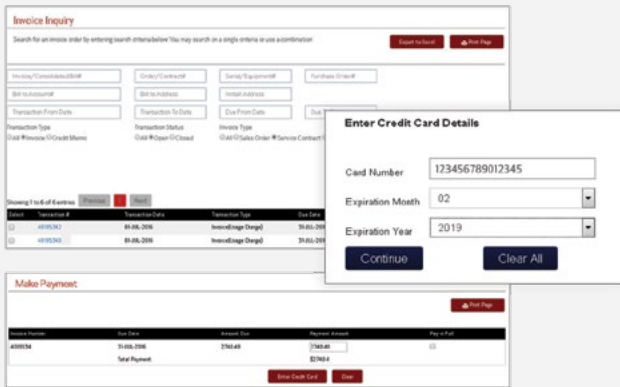 Invoice Inquiry
Search for an invoice order by entering search criteria below You may search on a single criteria or use a combination
Export to Excel
Print Page
Invoice/Consolidated Bill#
Order/Contract#
Serial/Equipment#
Purchase Order#
Bill to Account#
Bill to Address
Install Address
Transaction From Date
Transaction To Date
Due From Date
Transaction Type
Transaction Status
Invoice Type
All Invoice Credit Memo
All Open Closed
All Sales Order Service Contract
Showing 1 to 6 of 6 entries
Previous
Next
Select Transaction # Transaction Date Transaction Type Due Date
01-JUL-2016 Invoice(Usage Charge) 31-JUL-
01-JUL-2016 Invoice(Usage Charge) 31-JUL-
Enter Credit Card Details
Card Number 123456789012345
Expiration Month 02
Expiration Year 2019
Continue Clear All
Make Payment
Print Page
Invoice Number Due Date Amount Due Payment Amount Pay in Full
31-JUL-2016
Total Payment:
Enter Credit Card Clear